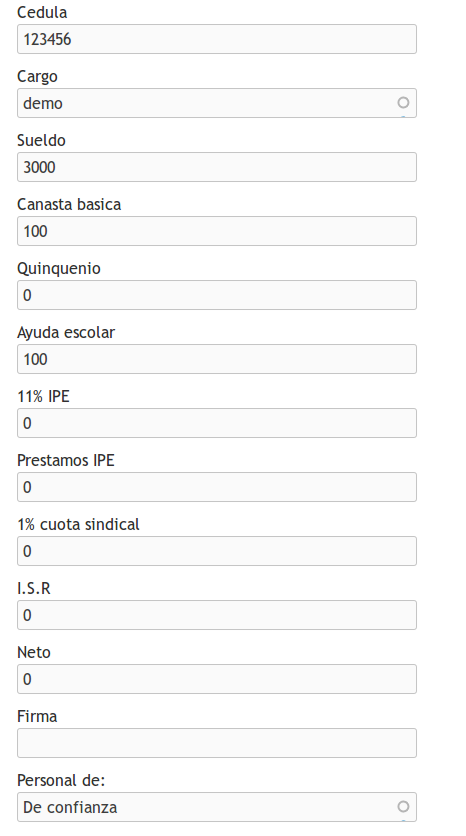 Cedula
123456
Cargo
demo
Sueldo
3000
Canasta basica
100
Quinquenio
0
Ayuda escolar
100
11% IPE
0
Prestamos IPE
0
1% cuota sindical
0
I.S.R
0
Neto
0
Firma
Personal de:
De confianza